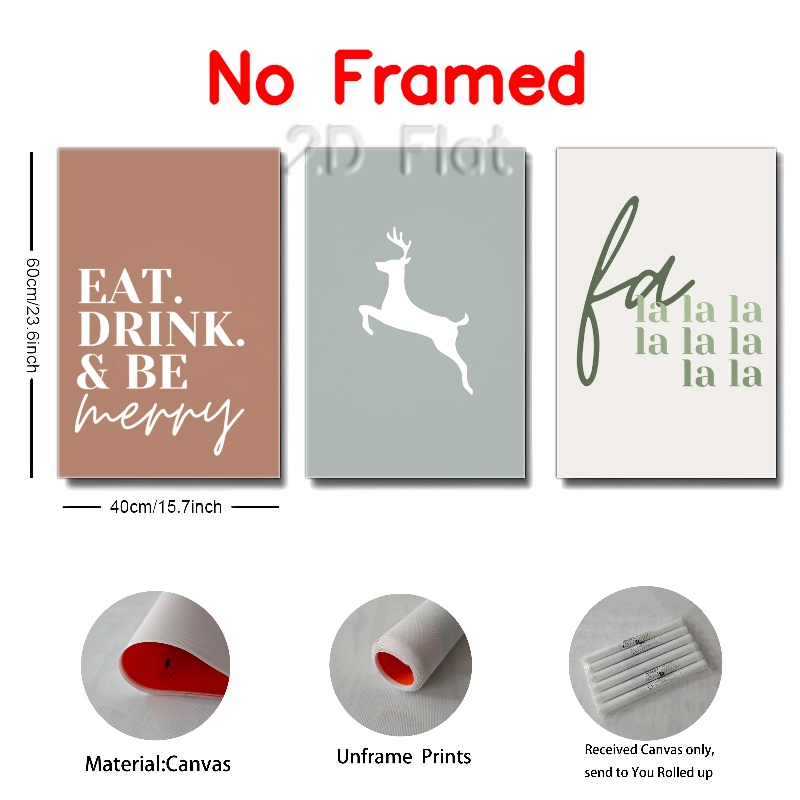 No Framed
2D Flat
60cm/23.6inch
EAT.
DRINK.
& BE
merry
fa
la la la
la la la
la la
40cm/15.7inch
Material:Canvas
Unframe Prints
Received Canvas only,
send to You Rolled up